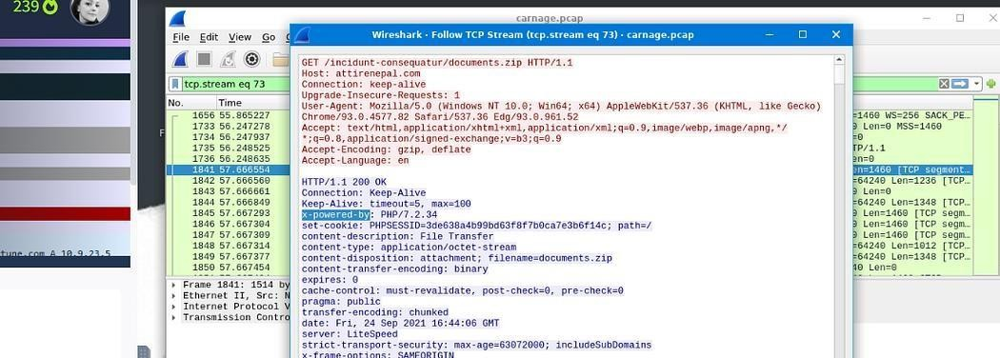 239
carnage.pcap
Wireshark · Follow TCP Stream (tcp.stream eq 73) · carnage.pcap
File Edit View Go
tcp.stream eq 73
No. Time
1656 55.865227
1733 56.247278
1734 56.247937
1735 56.248525
1736 56.248635
1841 57.666554
1842 57.666560
1843 57.666661
1844 57.666849
1845 57.667293
1846 57.667304
1847 57.667309
1848 57.667314
1849 57.667377
1850 57.667454
=1460 WS=256 SACK_PE…
0 Len=0 MSS=1460
Len=0
TP/1.1
en=0
en=1460 [TCP segment…
=64240 Len=1236 [TCP…
Len=0
=64240 Len=1348 [TCP…
Len=1460 [TCP segm…
Len=1460 [TCP segm…
Len=1460 [TCP segm…
Len=1012 [TCP segm…
=64240 Len=1348 [TCP…
40 Len=0
Frame 1841: 1514 by
Ethernet II, Src: N
Internet Protocol V
Transmission Contro
tune.com A 10.9.23.5
GET /incidunt-consequatur/documents.zip HTTP/1.1
Host: attirenepal.com
Connection: keep-alive
Upgrade-Insecure-Requests: 1
User-Agent: Mozilla/5.0 (Windows NT 10.0; Win64; x64) AppleWebKit/537.36 (KHTML, like Gecko)
Chrome/93.0.4577.82 Safari/537.36 Edg/93.0.961.52
Accept: text/html,application/xhtml+xml,application/xml;q=0.9,image/webp,image/apng,*/
*;q=0.8,application/signed-exchange;v=b3;q=0.9
Accept-Encoding: gzip, deflate
Accept-Language: en
HTTP/1.1 200 OK
Connection: Keep-Alive
Keep-Alive: timeout=5, max=100
x-powered-by: PHP/7.2.34
set-cookie: PHPSESSID=3de638a4b99bd63f8f7b0ca7e3b6f14c; path=/
content-description: File Transfer
content-type: application/octet-stream
content-disposition: attachment; filename=documents.zip
content-transfer-encoding: binary
expires: 0
cache-control: must-revalidate, post-check=0, pre-check=0
pragma: public
transfer-encoding: chunked
date: Fri, 24 Sep 2021 16:44:06 GMT
server: LiteSpeed
strict-transport-security: max-age=63072000; includeSubDomains
x-frame-options: SAMEORIGIN